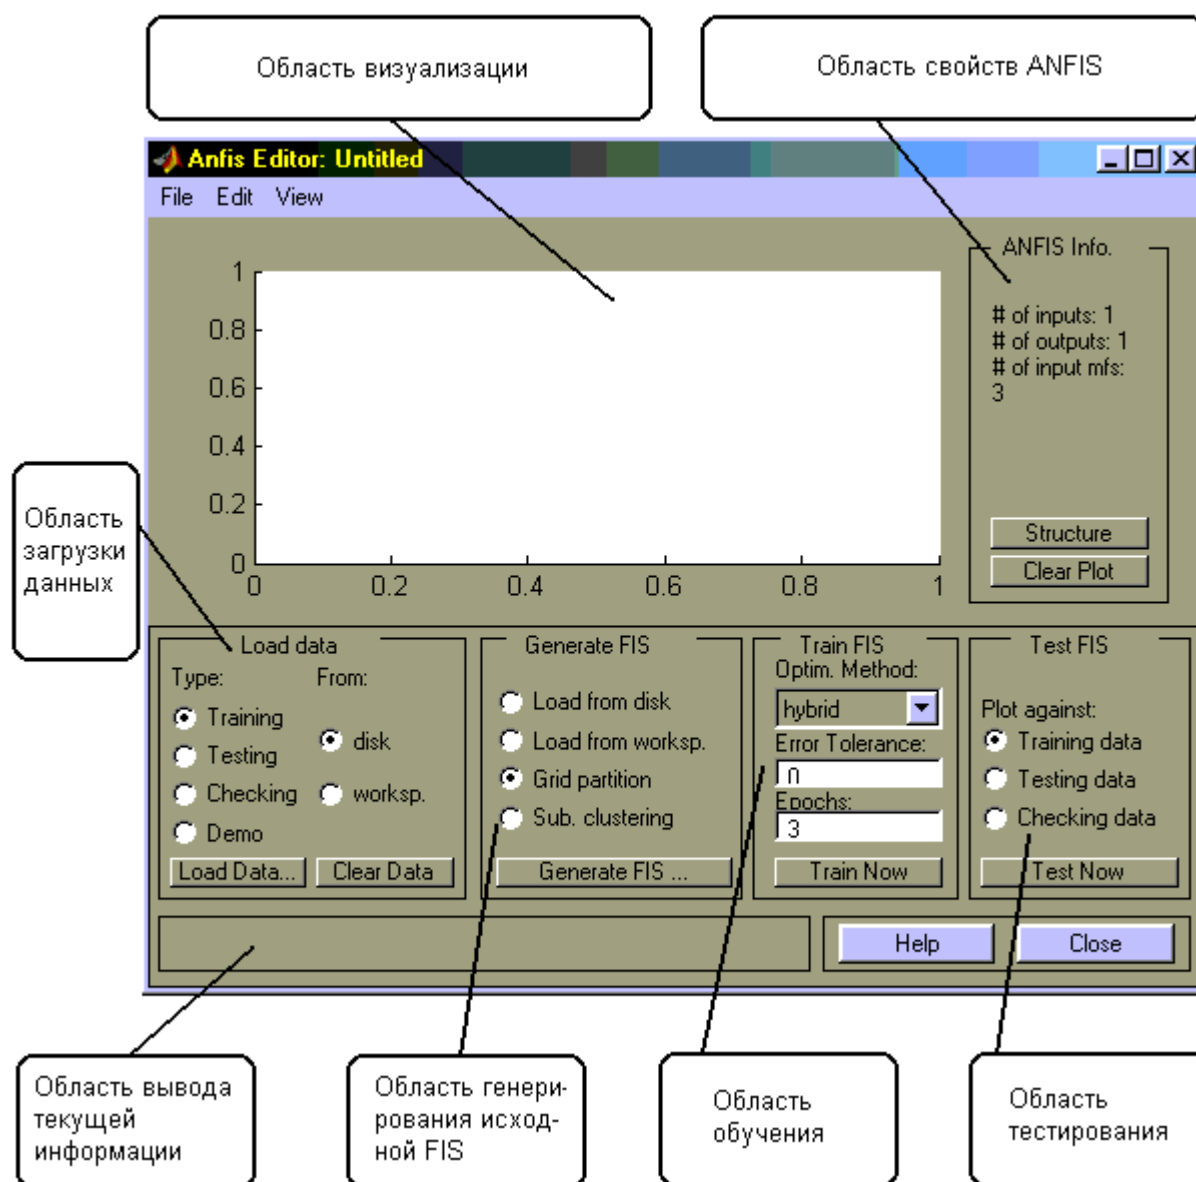 Область визуализации
Область свойств ANFIS
Anfis Editor: Untitled
File Edit View
ANFIS Info.
# of inputs: 1
# of outputs: 1
# of input mfs:
3
1
0.8
0.6
0.4
0.2
0
0 0.2 0.4 0.6 0.8 1
Structure
Clear Plot
Область
загрузки
данных
Load data
Type: From:
Training
disk
Testing
Checking
worksp.
Demo
Load Data... Clear Data
Generate FIS
Load from disk
Load from worksp.
Grid partition
Sub. clustering
Generate FIS ...
Train FIS
Optim. Method:
hybrid
Error Tolerance:
0
Epochs:
3
Train Now
Test FIS
Plot against:
Training data
Testing data
Checking data
Test Now
Help Close
Область вывода
текущей
информации
Область генери-
рования исход-
ной FIS
Область
обучения
Область
тестирования